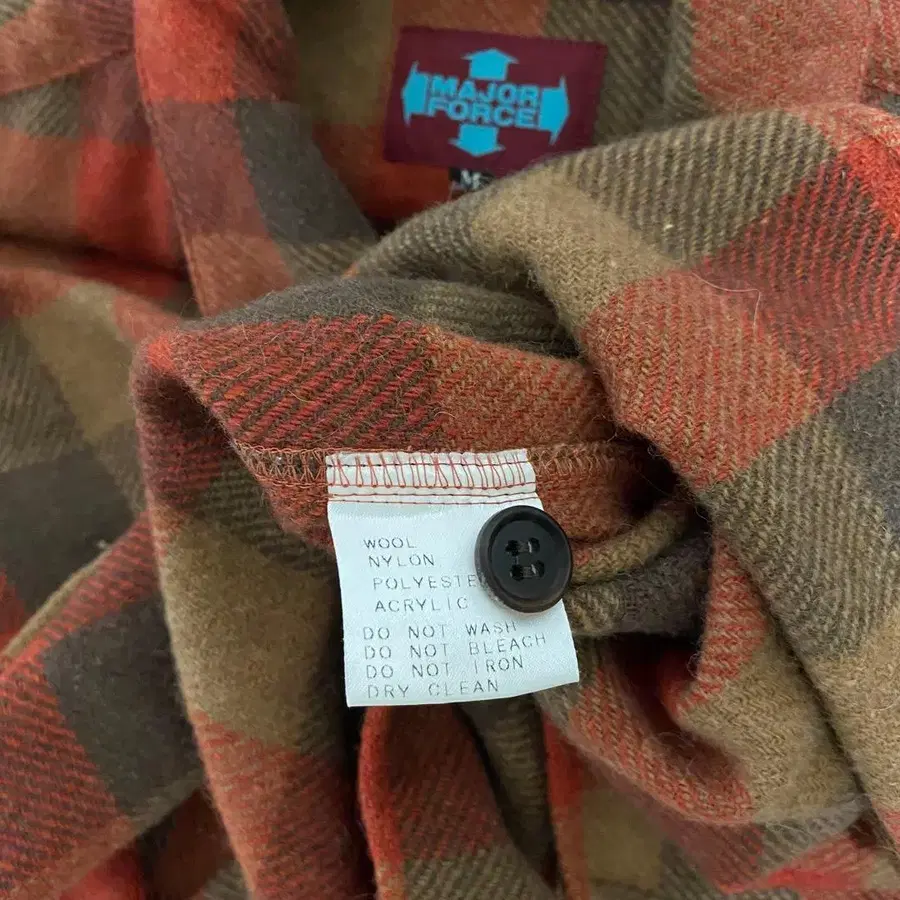 MAJOR
FORCE
M
WOOL
NYLON
POLYESTE
ACRYLIC
DO NOT WASH
DO NOT BLEACH
DO NOT IRON
DRY CLEAN